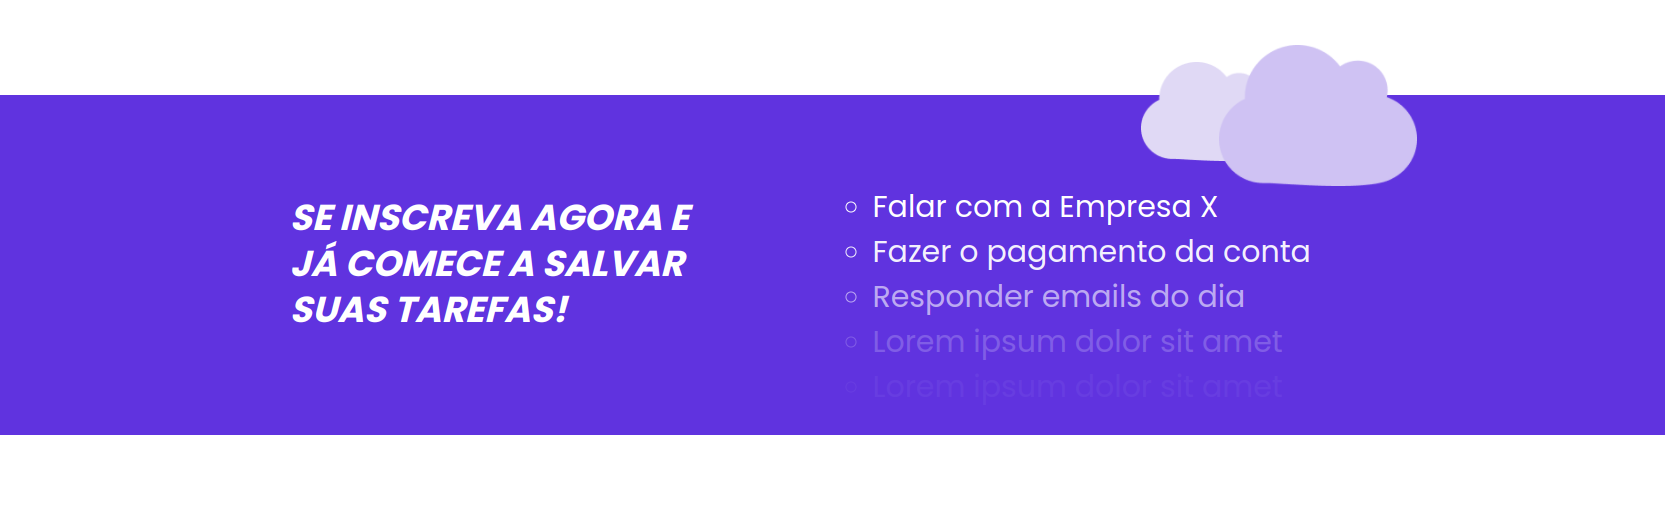 SE INSCREVA AGORA E
JÁ COMECE A SALVAR
SUAS TAREFAS!
Falar com a Empresa X
Fazer o pagamento da conta
Responder emails do dia
Lorem ipsum dolor sit amet
Lorem ipsum dolor sit amet